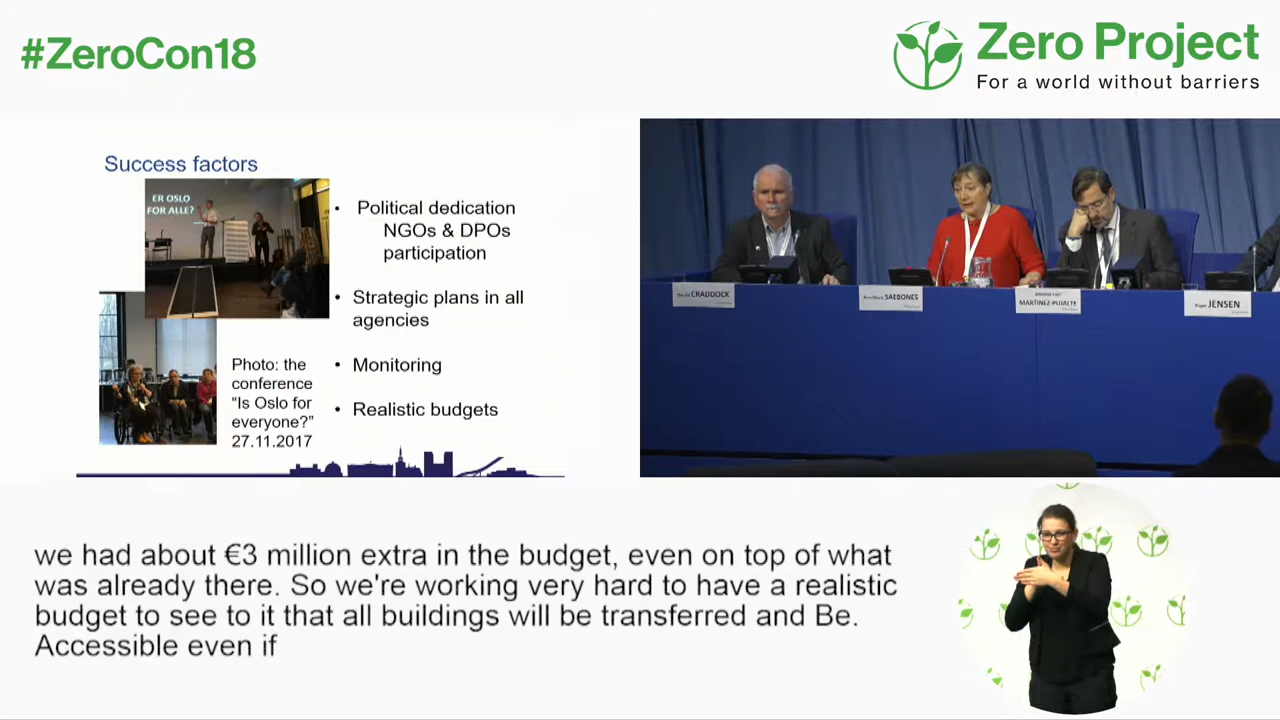 #ZeroCon18
Zero Project
For a world without barriers
Success factors
ER OSLO
FOR ALLE?
• Political dedication
NGOs & DPOs
participation
• Strategic plans in all
agencies
• Monitoring
• Realistic budgets
Photo: the
conference
“Is Oslo for
everyone?”
27.11.2017
CRADDOCK
SAEBONES
MARTINEZ-PUJALTE
JENSEN
we had about €3 million extra in the budget, even on top of what
was already there. So we're working very hard to have a realistic
budget to see to it that all buildings will be transferred and Be.
Accessible even if